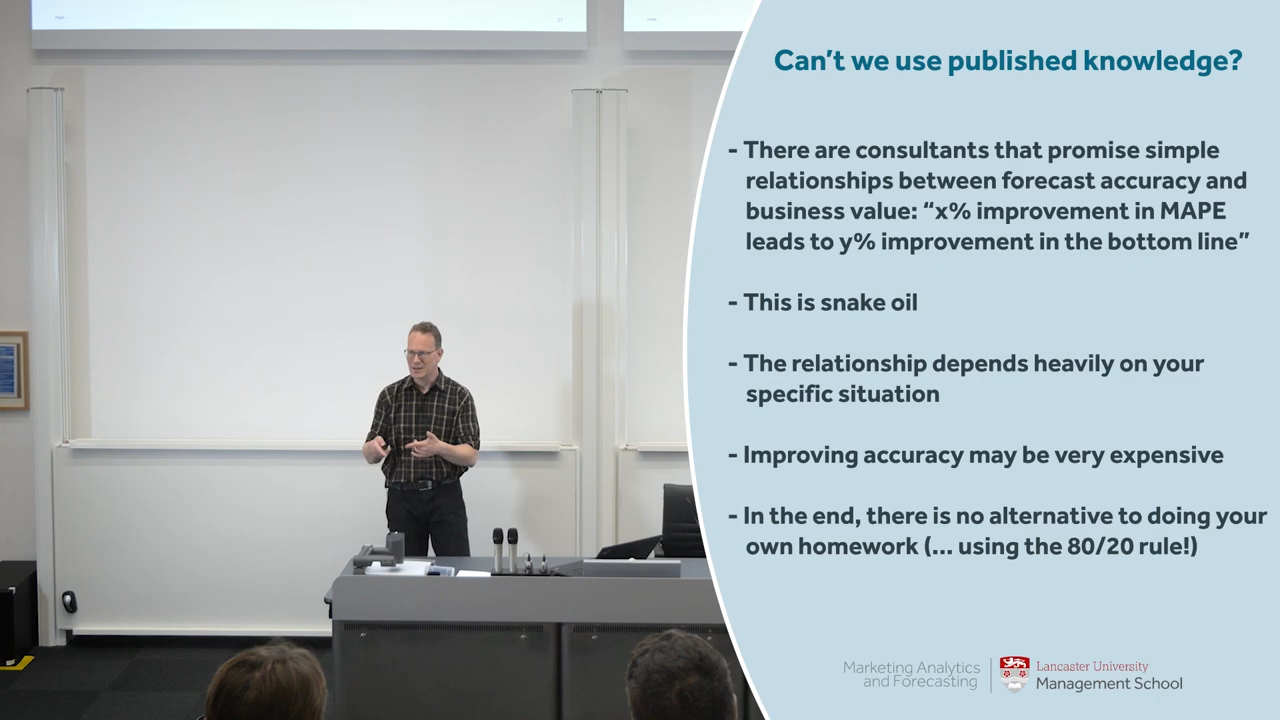 Public
21
Public
Can’t we use published knowledge?
- There are consultants that promise simple
relationships between forecast accuracy and
business value: “x% improvement in MAPE
leads to y% improvement in the bottom line”
- This is snake oil
- The relationship depends heavily on your
specific situation
- Improving accuracy may be very expensive
- In the end, there is no alternative to doing your
own homework (... using the 80/20 rule!)
Marketing Analytics
and Forecasting
Lancaster University
Management School